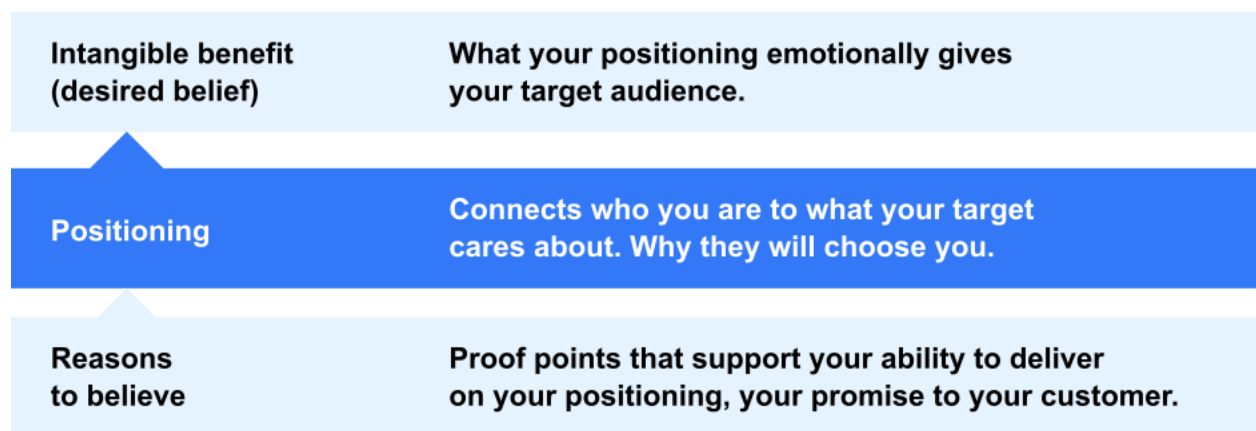 Intangible benefit
(desired belief)
What your positioning emotionally gives
your target audience.
Positioning
Connects who you are to what your target
cares about. Why they will choose you.
Reasons
to believe
Proof points that support your ability to deliver
on your positioning, your promise to your customer.